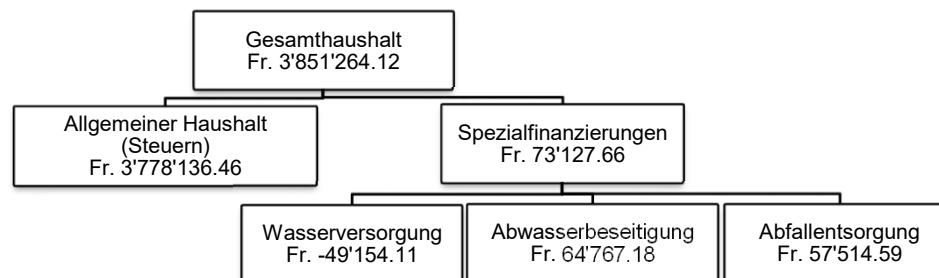 Gesamthaushalt
Fr. 3'851'264.12
Allgemeiner Haushalt
(Steuern)
Fr. 3'778'136.46
Spezialfinanzierungen
Fr. 73'127.66
Wasserversorgung
Fr. -49'154.11
Abwasserbeseitigung
Fr. 64'767.18
Abfallentsorgung
Fr. 57'514.59